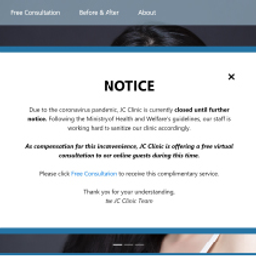 Free Consultation Before & After About
NOTICE
Due to the coronavirus pandemic, JC Clinic is currently closed until further
notice. Following the Ministry of Health and Welfare's guidelines, our staff is
working hard to sanitize our clinic accordingly.
As compensation for this inconvenience, JC Clinic is offering a free virtual
consultation to our online guests during this time.
Please click Free Consultation to receive this complimentary service.
Thank you for your understanding.
the JC Clinic Team